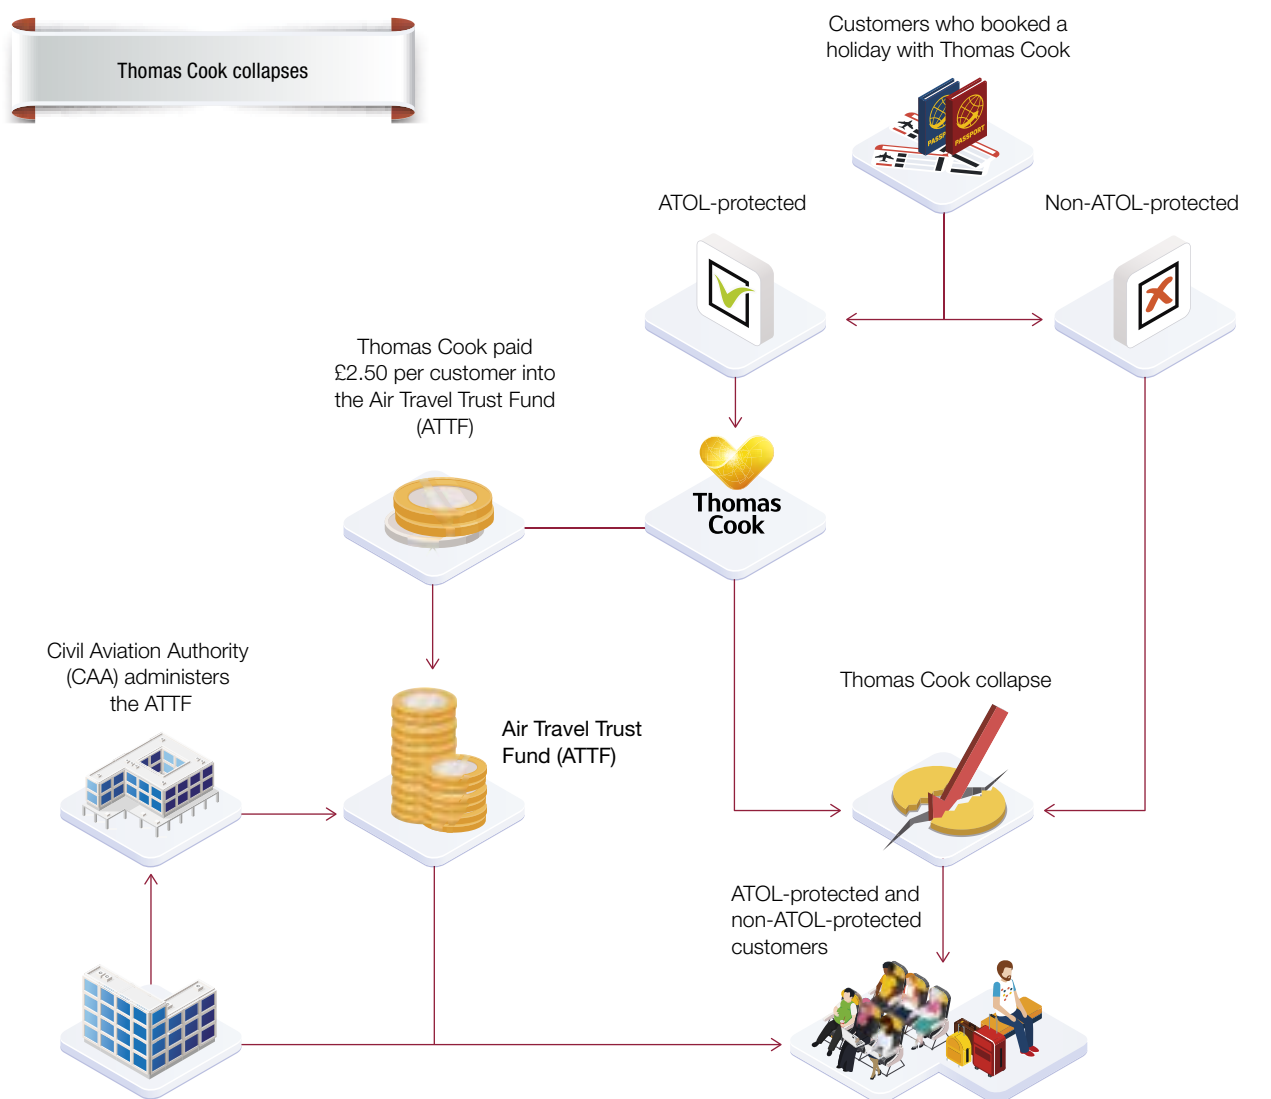 Thomas Cook collapses
Customers who booked a
holiday with Thomas Cook
PASSPORT
ATOL-protected
Non-ATOL-protected
Thomas Cook paid
£2.50 per customer into
the Air Travel Trust Fund
(ATTF)
Thomas
Cook
Civil Aviation Authority
(CAA) administers
the ATTF
Air Travel Trust
Fund (ATTF)
Thomas Cook collapse
ATOL-protected and
non-ATOL-protected
customers